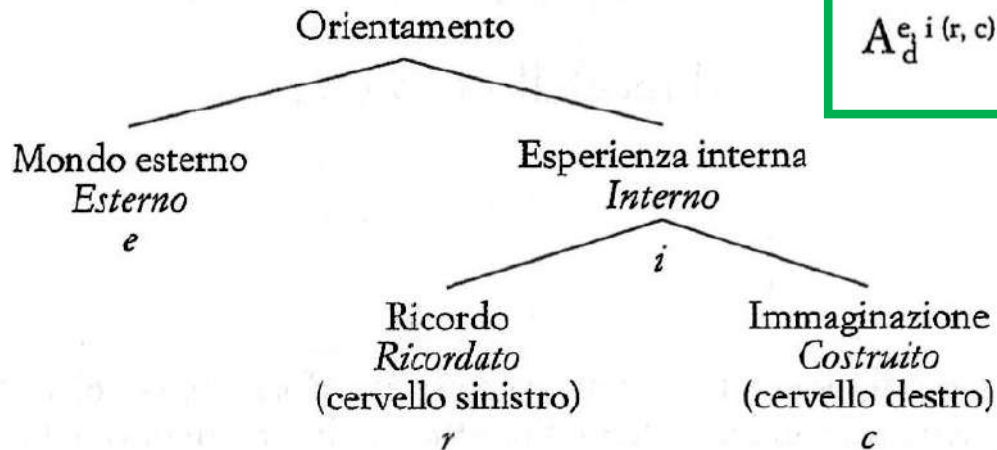 Orientamento
A e, i (r, c) d
Mondo esterno
Esterno
e
Esperienza interna
Interno
i
Ricordo
Ricordato
(cervello sinistro)
r
Immaginazione
Costruito
(cervello destro)
c